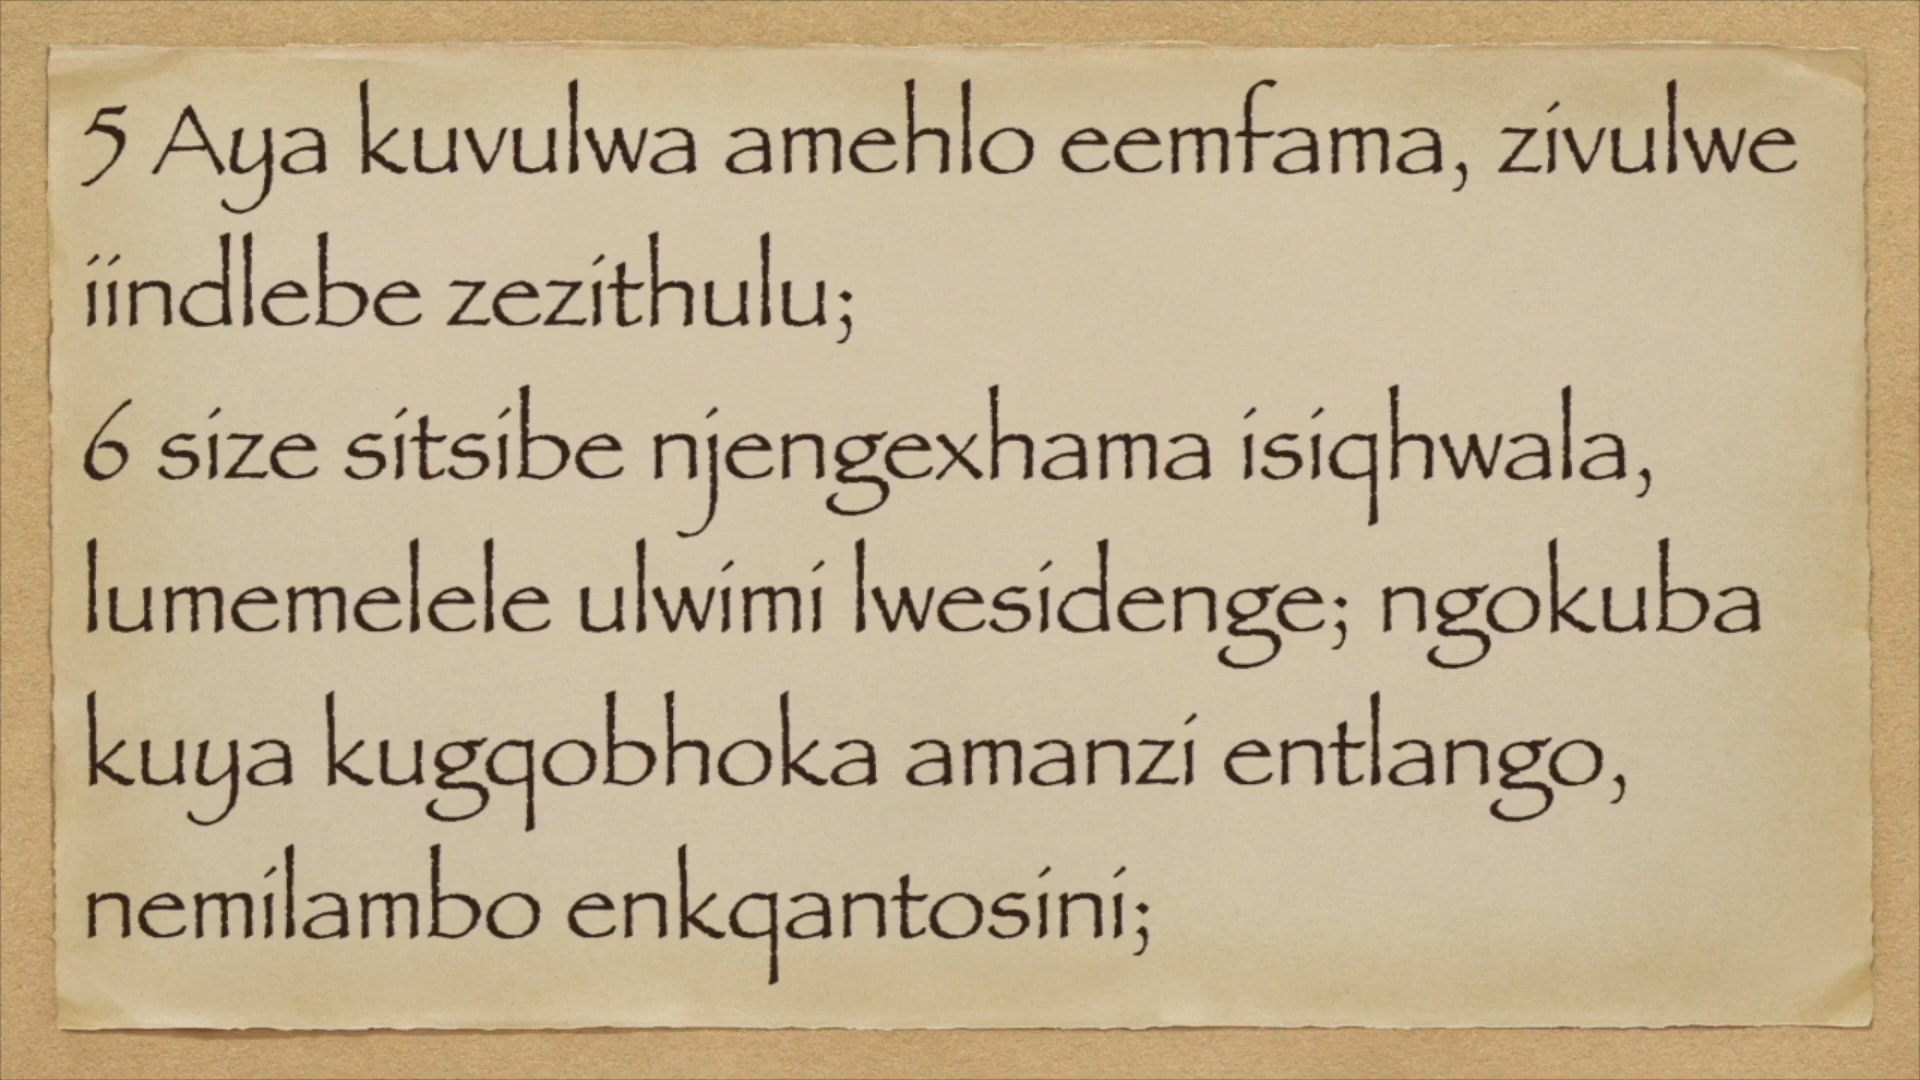 5 Aya kuvulwa amehlo eemfama, zivulwe
iindlebe zezithulu;
6 size sitsibe njengexhama isiqhwala,
lumemelele ulwimi lwesidenge; ngokuba
kuya kugqobhoka amanzi entlango,
nemilambo enkqantosini;